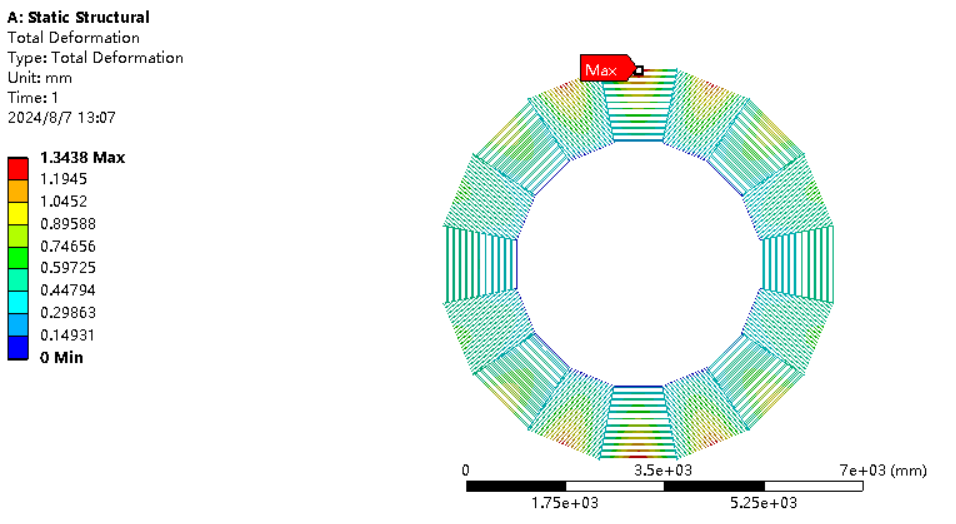 A: Static Structural
Total Deformation
Type: Total Deformation
Unit: mm
Time: 1
2024/8/7 13:07
1.3438 Max
1.1945
1.0452
0.89588
0.74656
0.59725
0.44794
0.29863
0.14931
0 Min
Max
0 3.5e+03 7e+03 (mm)
1.75e+03 5.25e+03